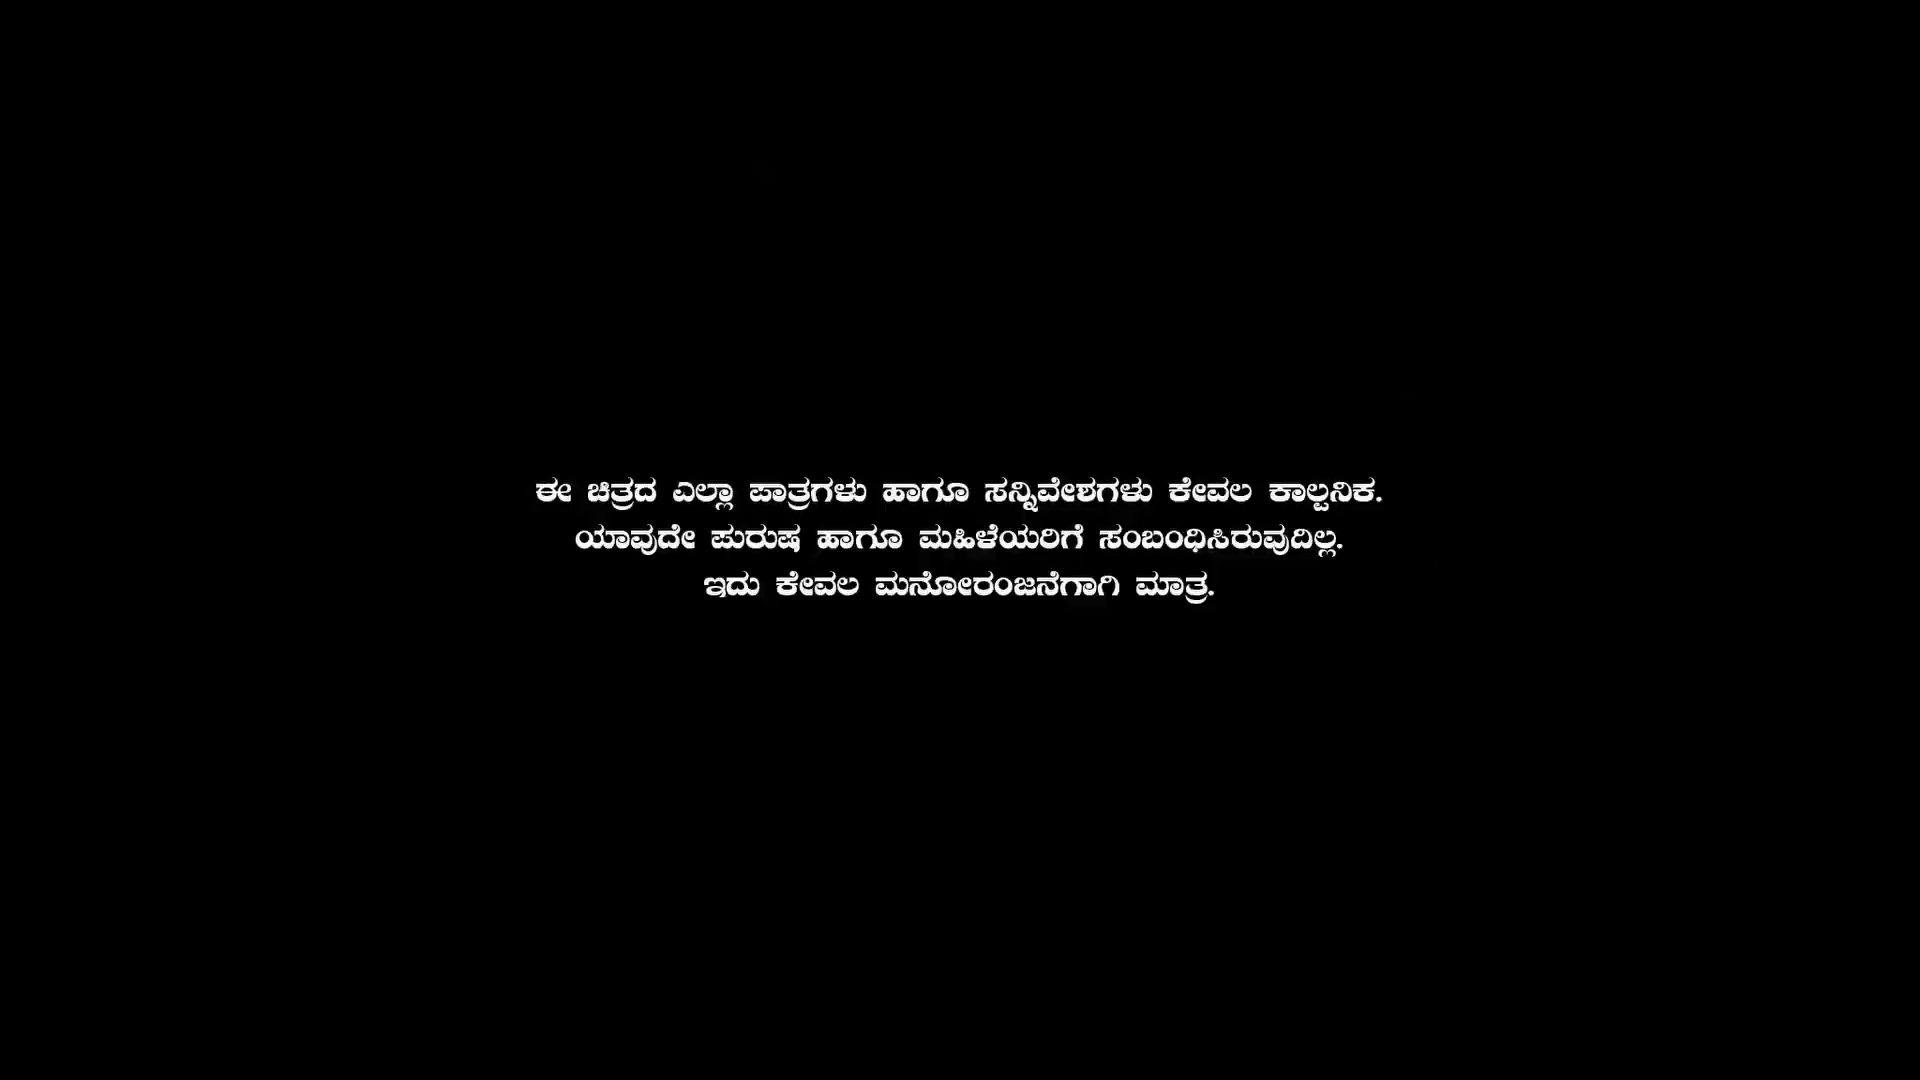 ಈ ಚಿತ್ರದ ಎಲ್ಲಾ ಪಾತ್ರಗಳು ಹಾಗೂ ಸನ್ನಿವೇಶಗಳು ಕೇವಲ ಕಾಲ್ಪನಿಕ.
ಯಾವುದೇ ಪುರುಷ ಹಾಗೂ ಮಹಿಳೆಯರಿಗೆ ಸಂಬಂಧಿಸಿರುವುದಿಲ್ಲ.
ಇದು ಕೇವಲ ಮನೋರಂಜನೆಗಾಗಿ ಮಾತ್ರ.